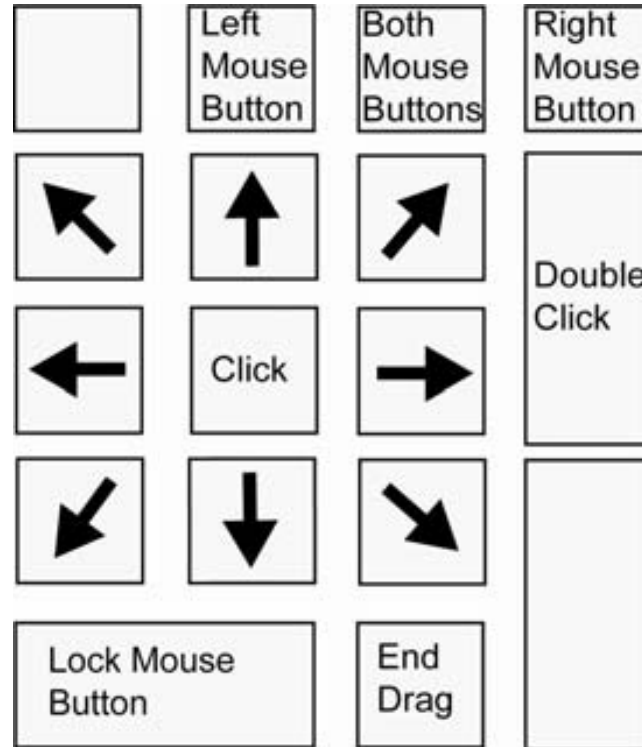 Left
Mouse
Button
Both
Mouse
Buttons
Right
Mouse
Button
Double
Click
Click
Lock Mouse
Button
End
Drag